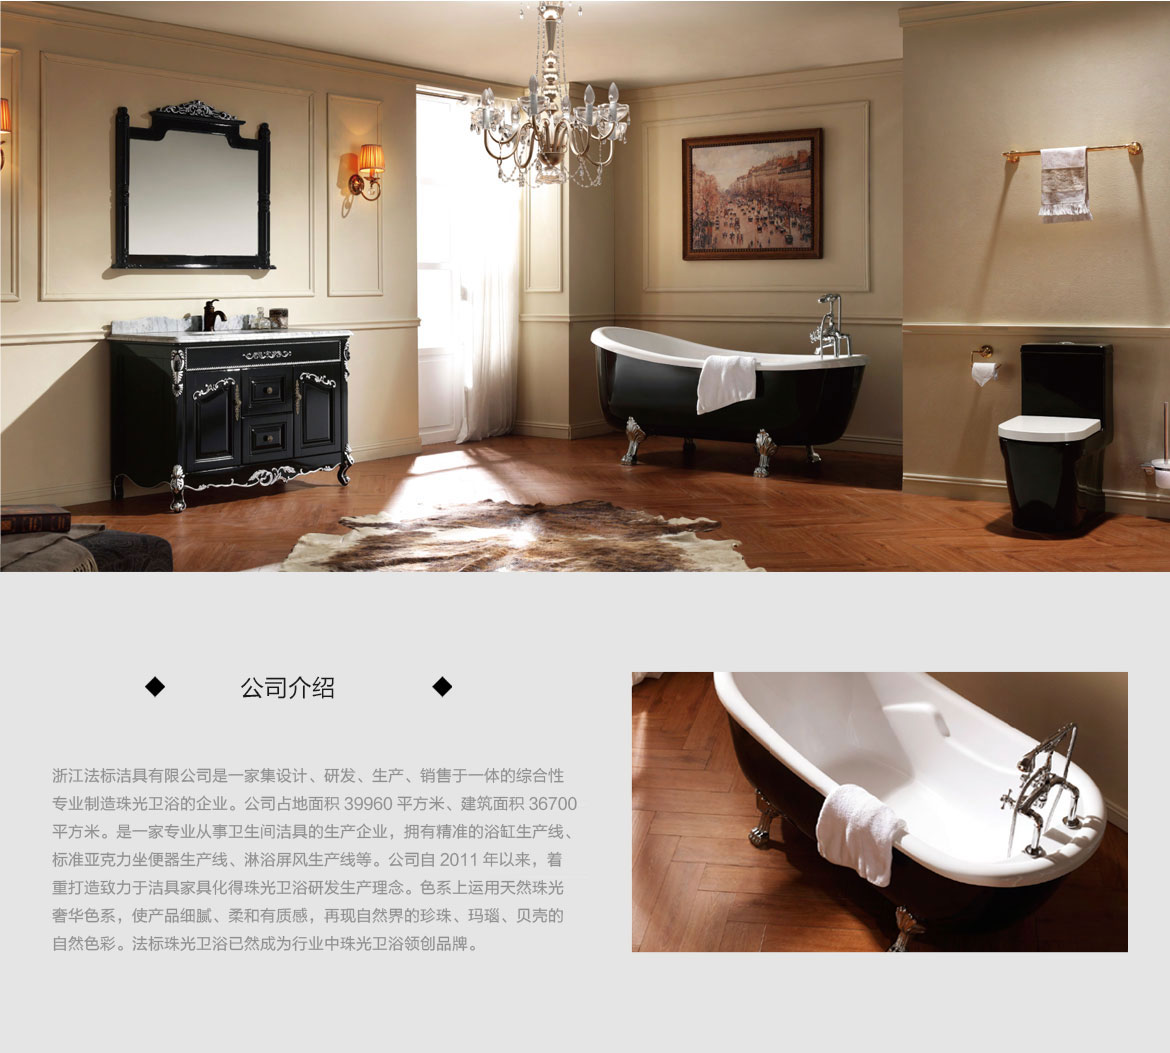 公司介绍
浙江法标洁具有限公司是一家集设计、研发、生产、销售于一体的综合性
专业制造珠光卫浴的企业。公司占地面积 39960 平方米、建筑面积 36700
平方米。是一家专业从事卫生间洁具的生产企业，拥有精准的浴缸生产线、
标准亚克力坐便器生产线、淋浴屏风生产线等。公司自 2011 年以来，着
重打造致力于洁具家具化得珠光卫浴研发生产理念。色系上运用天然珠光
奢华色系，使产品细腻、柔和有质感，再现自然界的珍珠、玛瑙、贝壳的
自然色彩。法标珠光卫浴已然成为行业中珠光卫浴领创品牌。